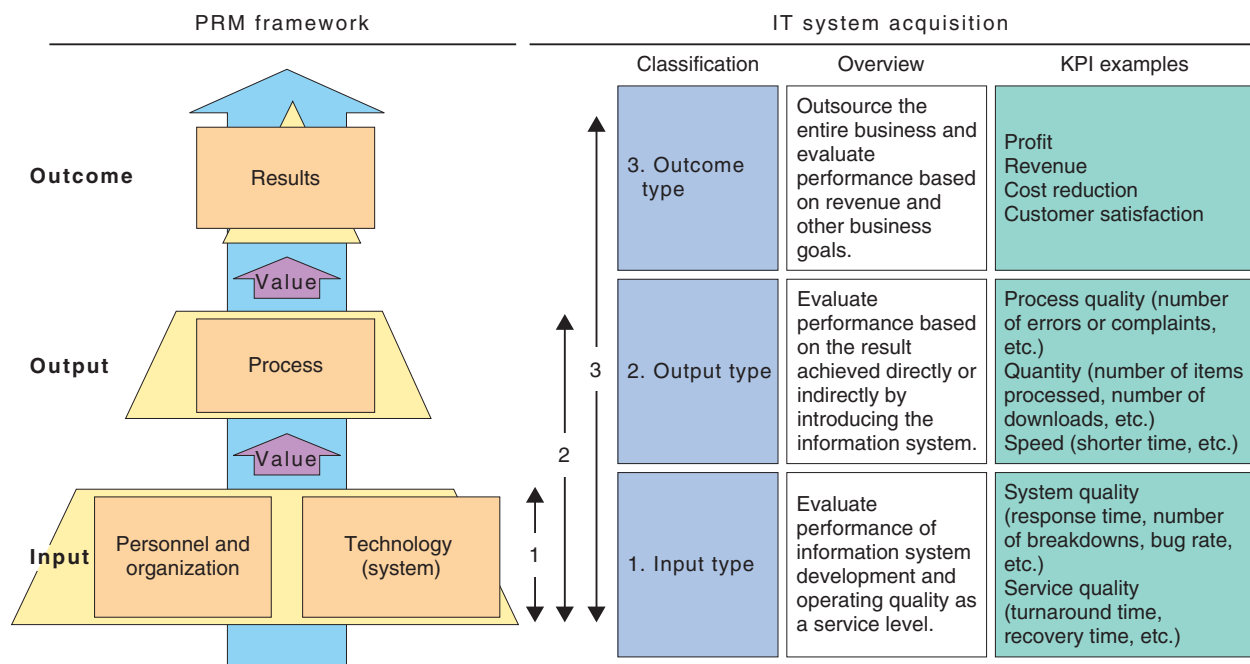 PRM framework
IT system acquisition
Classification
Overview
KPI examples
Outcome
Results
Value
Output
Process
Value
Input
Personnel and
organization
Technology
(system)
1
2
3
3. Outcome
type
Outsource the
entire business and
evaluate
performance based
on revenue and
other business
goals.
Profit
Revenue
Cost reduction
Customer satisfaction
2. Output type
Evaluate
performance based
on the result
achieved directly or
indirectly by
introducing the
information system.
Process quality (number
of errors or complaints,
etc.)
Quantity (number of items
processed, number of
downloads, etc.)
Speed (shorter time, etc.)
1. Input type
Evaluate
performance of
information system
development and
operating quality as
a service level.
System quality
(response time, number
of breakdowns, bug rate,
etc.)
Service quality
(turnaround time,
recovery time, etc.)